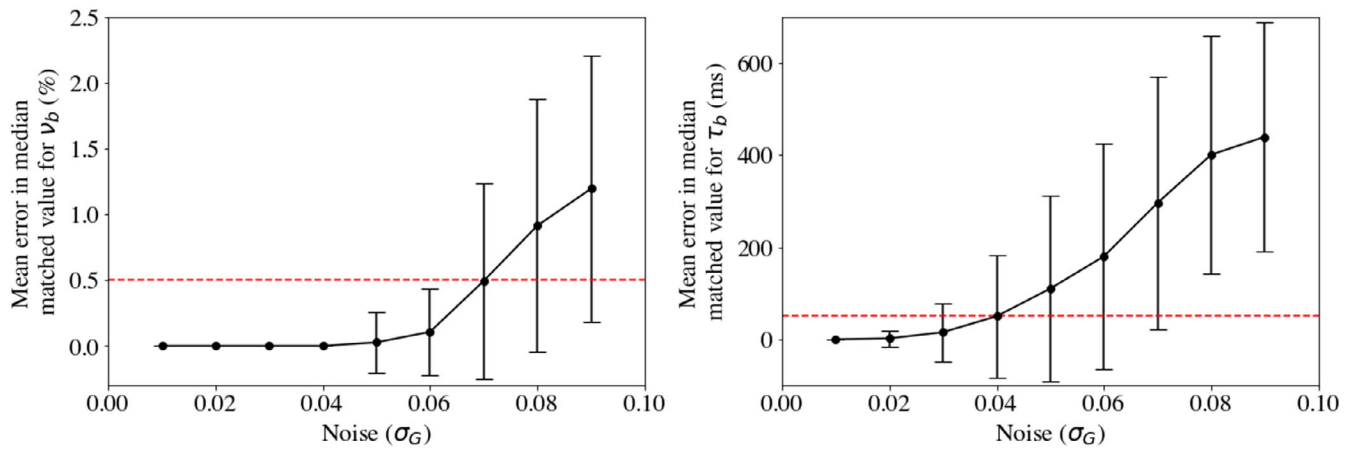 Mean error in median
matched value for ν_b (%)
2.5
2.0
1.5
1.0
0.5
0.0
0.00 0.02 0.04 0.06 0.08 0.10
Noise (σ_G)
Mean error in median
matched value for τ_b (ms)
600
400
200
0
0.00 0.02 0.04 0.06 0.08 0.10
Noise (σ_G)